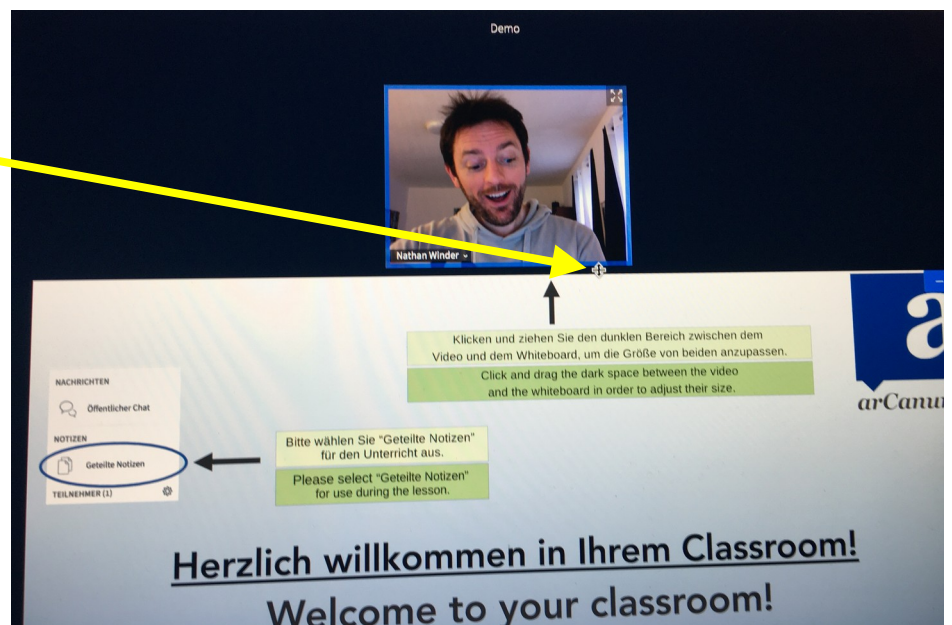 Demo
Nathan Winder
Klicken und ziehen Sie den dunklen Bereich zwischen dem
Video und dem Whiteboard, um die Größe von beiden anzupassen.
Click and drag the dark space between the video
and the whiteboard in order to adjust their size.
a
arCanu
NACHRICHTEN
Öffentlicher Chat
NOTIZEN
Geteilte Notizen
TEILNEHMER (1)
Bitte wählen Sie "Geteilte Notizen"
für den Unterricht aus.
Please select "Geteilte Notizen"
for use during the lesson.
Herzlich willkommen in Ihrem Classroom!
Welcome to your classroom!